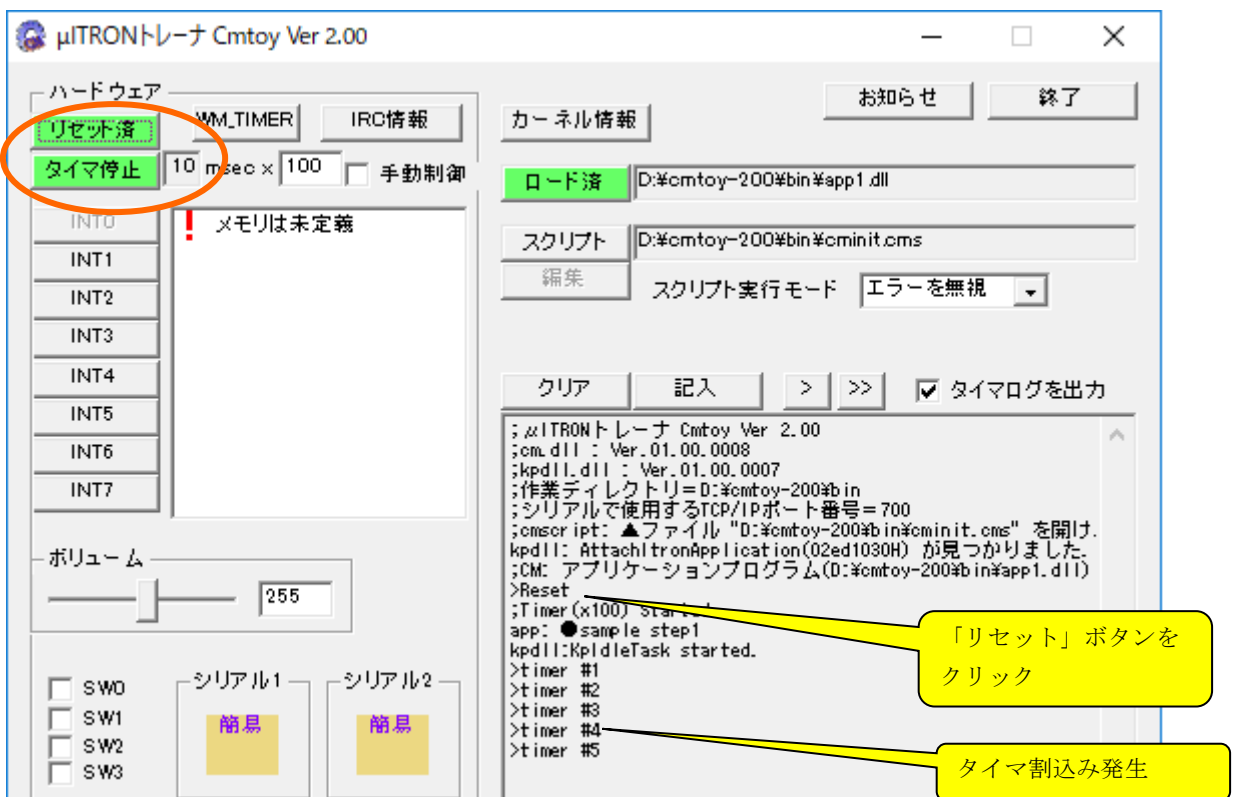 μITRONトレーナ Cmtoy Ver 2.00
ハードウェア
リセット済
WM_TIMER
IRC情報
タイマ停止
10 msec × 100
手動制御
INT0
INT1
INT2
INT3
INT4
INT5
INT6
INT7
! メモリは未定義
ボリューム
255
SW0
SW1
SW2
SW3
シリアル1
簡易
シリアル2
簡易
お知らせ
終了
カーネル情報
ロード済
D:¥cmtoy-200¥bin¥app1.dll
スクリプト
D:¥cmtoy-200¥bin¥cminit.cms
編集
スクリプト実行モード
エラーを無視
クリア
記入
>
>>
タイマログを出力
;μITRONトレーナ Cmtoy Ver 2.00
;cm.dll : Ver.01.00.0008
;kpdll.dll : Ver.01.00.0007
;作業ディレクトリ=D:¥cmtoy-200¥bin
;シリアルで使用するTCP/IPポート番号=700
;cmscript: ▲ファイル "D:¥cmtoy-200¥bin¥cminit.cms" を開け.
kpdll: AttachItronApplication(02ed1030H) が見つかりました.
;CM: アプリケーションプログラム(D:¥cmtoy-200¥bin¥app1.dll)
>Reset
;Timer(x100)
app: ●sample step1
kpdll:KpIdleTask started.
>timer #1
>timer #2
>timer #3
>timer #4
>timer #5
「リセット」ボタンを
クリック
タイマ割込み発生